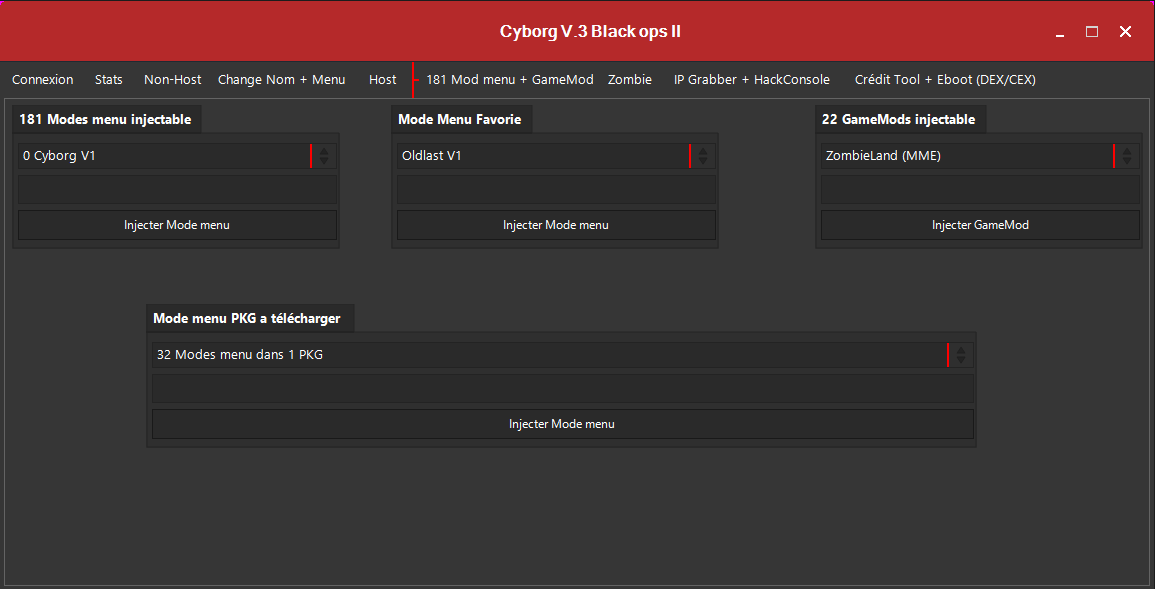 Cyborg V.3 Black ops II
Connexion Stats Non-Host Change Nom + Menu Host 181 Mod menu + GameMod Zombie IP Grabber + HackConsole Crédit Tool + Eboot (DEX/CEX)
181 Modes menu injectable Mode Menu Favorie 22 GameMods injectable
0 Cyborg V1 Oldlast V1 ZombieLand (MME)
Injecter Mode menu Injecter Mode menu Injecter GameMod
Mode menu PKG a télécharger
32 Modes menu dans 1 PKG
Injecter Mode menu